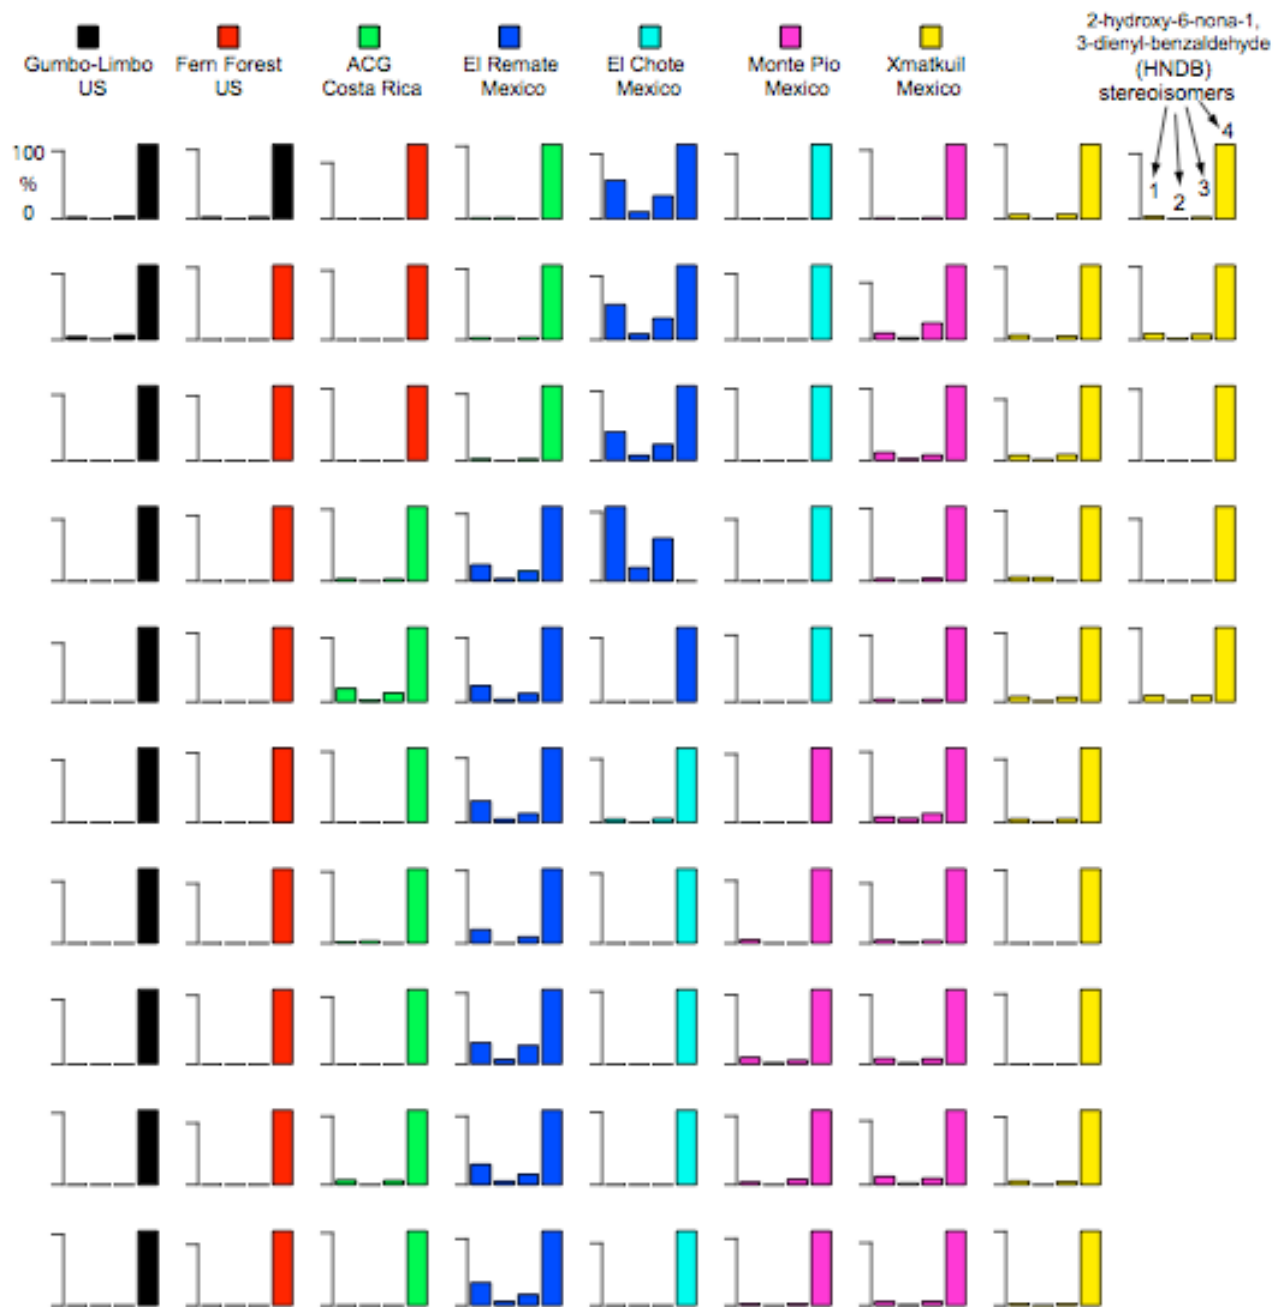 Gumbo-Limbo
US
Fern Forest
US
ACG
Costa Rica
El Remate
Mexico
El Chote
Mexico
Monte Pio
Mexico
Xmatkuil
Mexico
2-hydroxy-6-nona-1,
3-dienyl-benzaldehyde
(HNDB)
stereoisomers
100
%
0
1
2
3
4